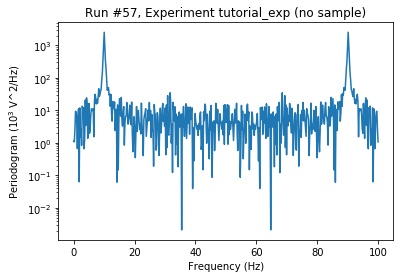 Run #57, Experiment tutorial_exp (no sample)
Periodogram (10³ V^2/Hz)
10³
10²
10¹
10⁰
10⁻¹
10⁻²
0 20 40 60 80 100
Frequency (Hz)